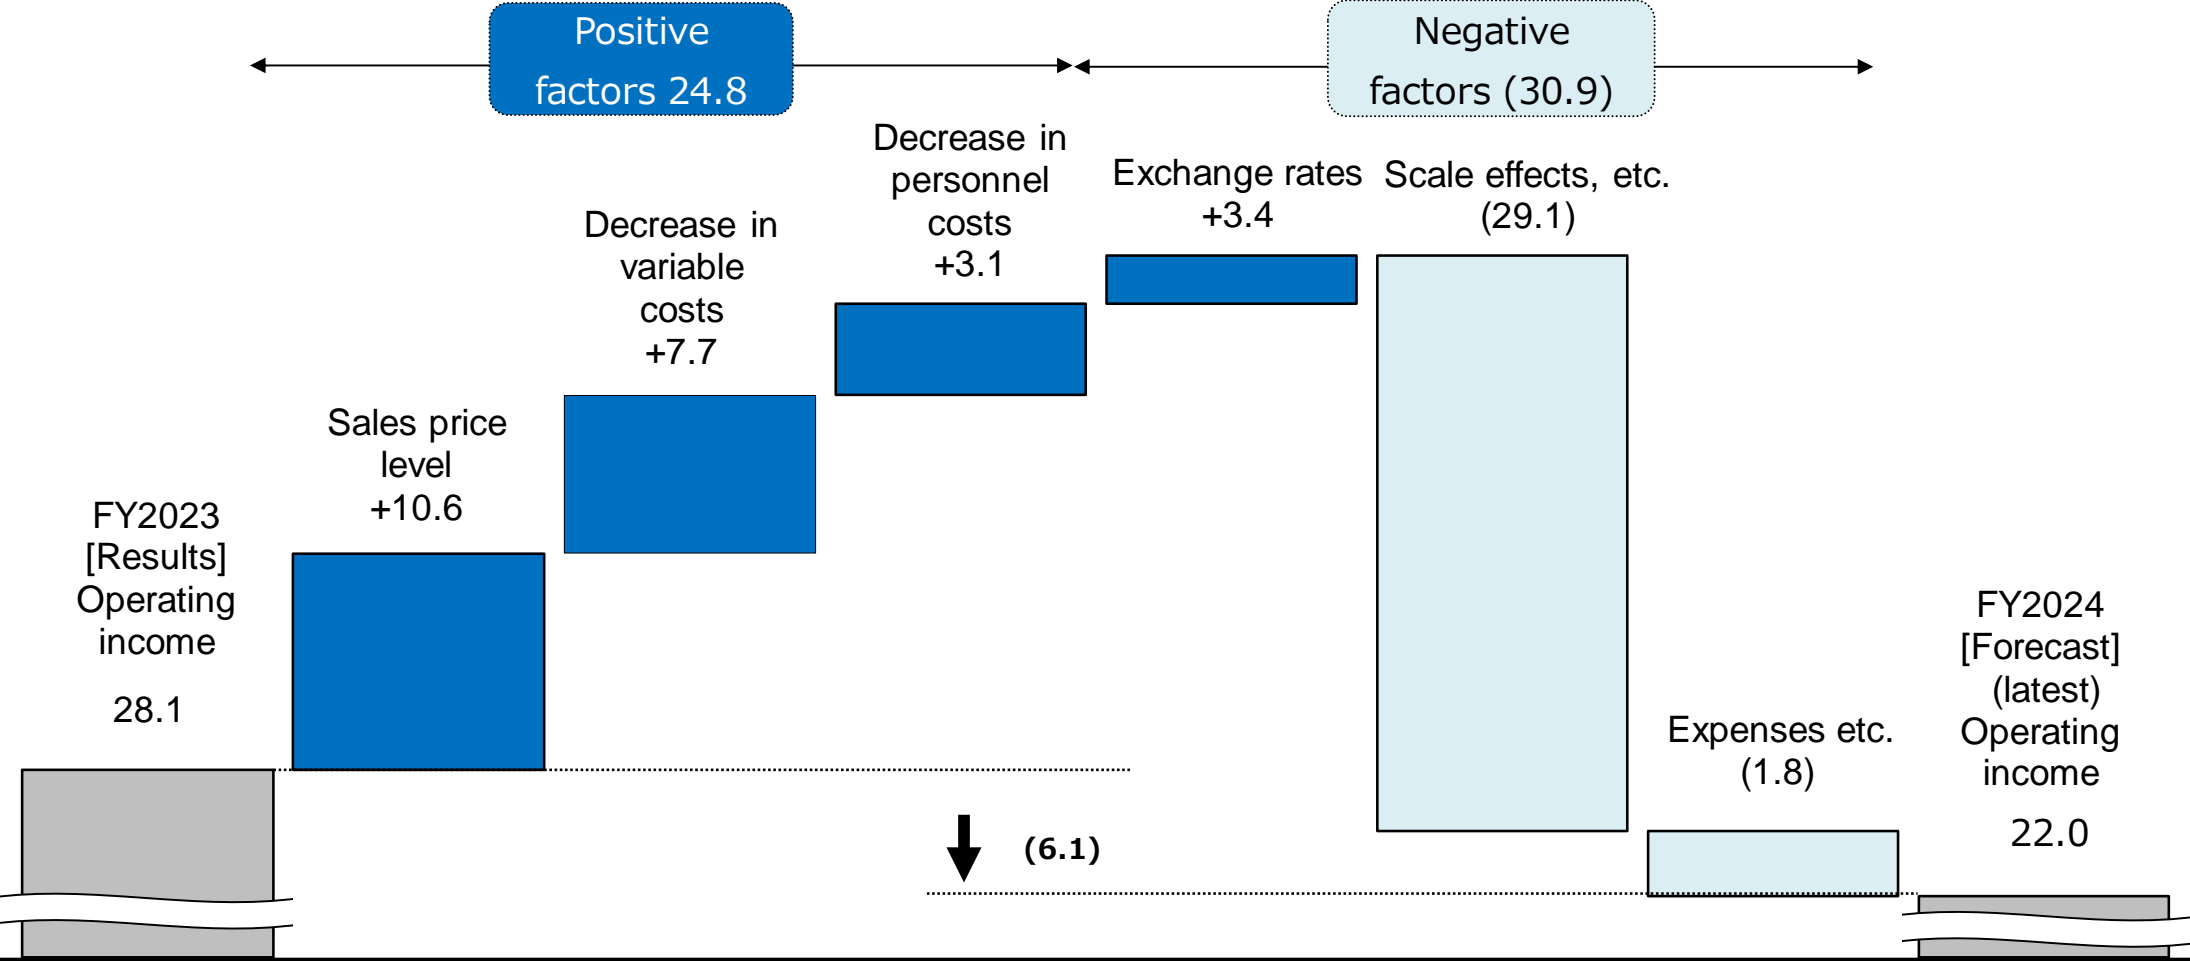 Positive
factors 24.8
Negative
factors (30.9)
FY2023
[Results]
Operating
income
28.1
Sales price
level
+10.6
Decrease in
variable
costs
+7.7
Decrease in
personnel
costs
+3.1
Exchange rates
+3.4
Scale effects, etc.
(29.1)
Expenses etc.
(1.8)
FY2024
[Forecast]
(latest)
Operating
income
22.0
(6.1)